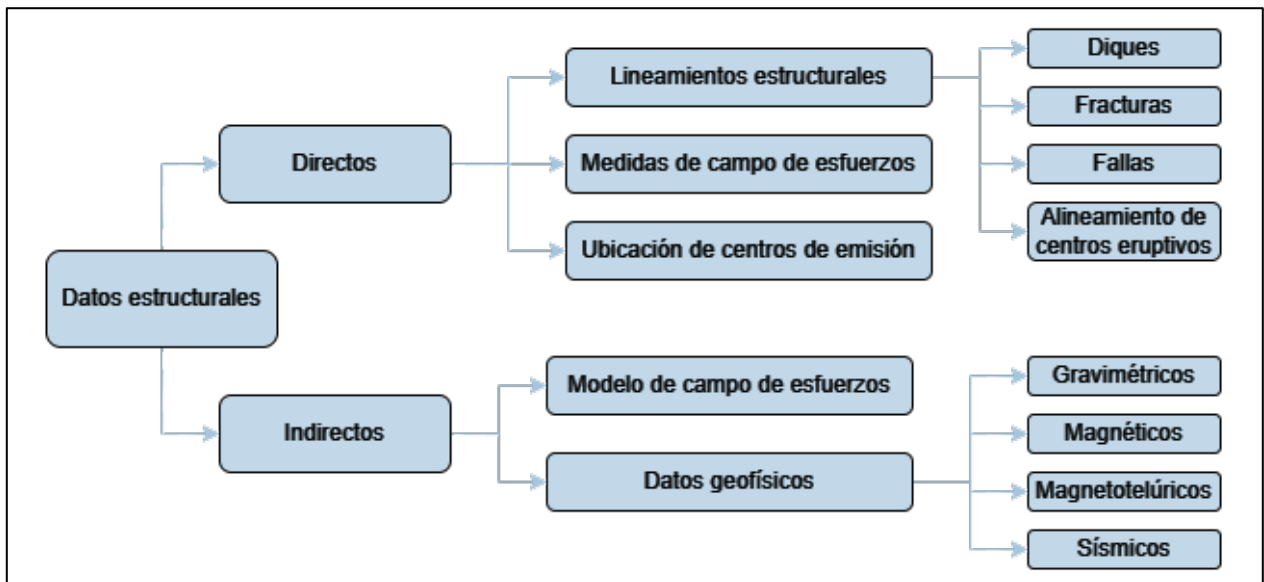 Datos estructurales
Directos
Lineamientos estructurales
Diques
Fracturas
Fallas
Alineamiento de
centros eruptivos
Medidas de campo de esfuerzos
Ubicación de centros de emisión
Indirectos
Modelo de campo de esfuerzos
Datos geofísicos
Gravimétricos
Magnéticos
Magnetotelúricos
Sísmicos